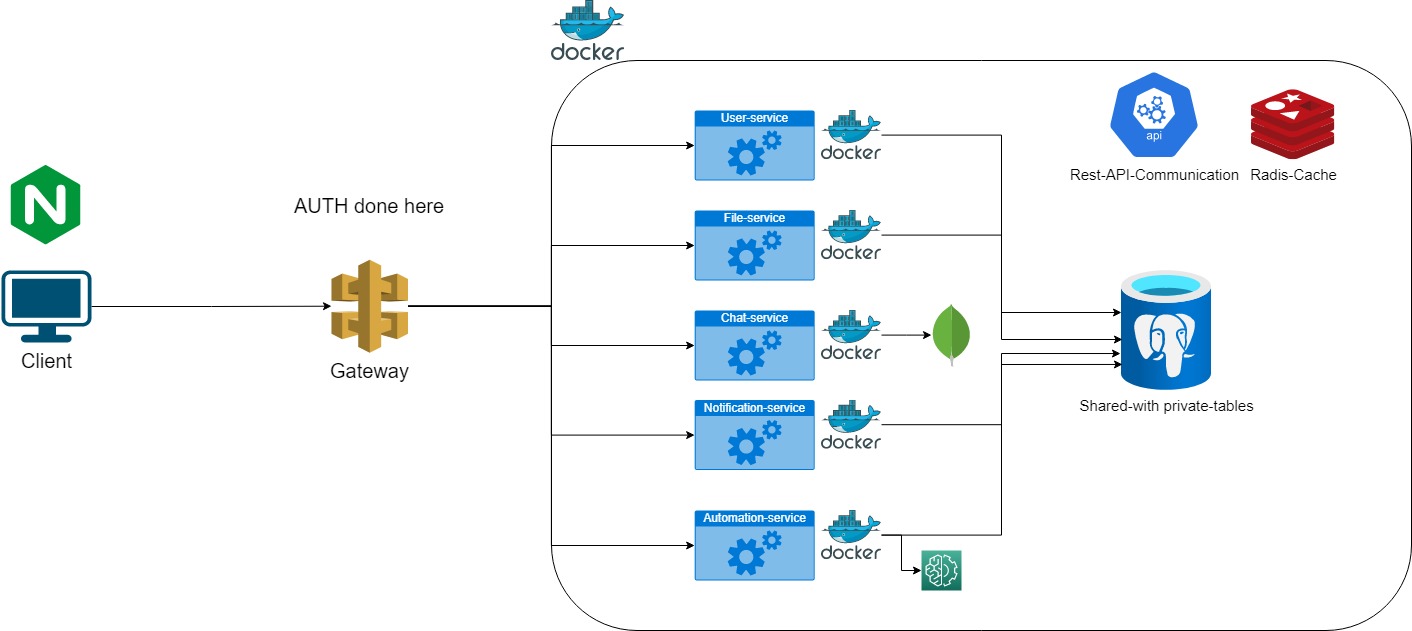 docker
User-service
docker
api
Rest-API-Communication
Radis-Cache
N
AUTH done here
File-service
docker
Client
Gateway
Chat-service
docker
Shared-with private-tables
Notification-service
docker
Automation-service
docker